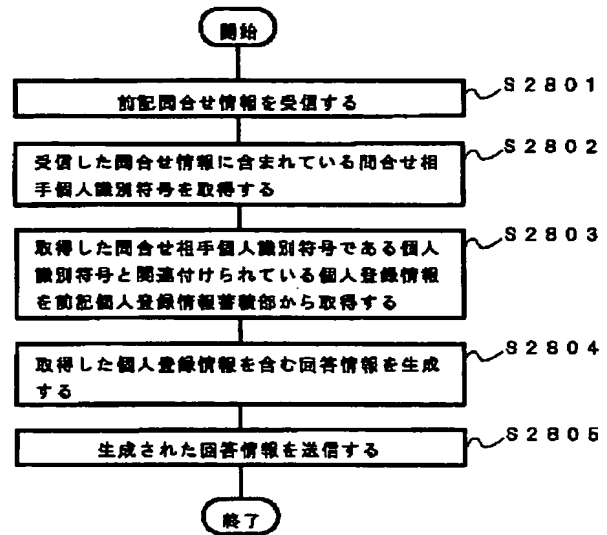 開始
前記問合せ情報を受信する
S2801
受信した問合せ情報に含まれている問合せ相
手個人識別符号を取得する
S2802
取得した問合せ相手個人識別符号である個人
識別符号と関連付けられている個人登録情報
を前記個人登録情報蓄積部から取得する
S2803
取得した個人登録情報を含む回答情報を生成
する
S2804
生成された回答情報を送信する
S2805
終了